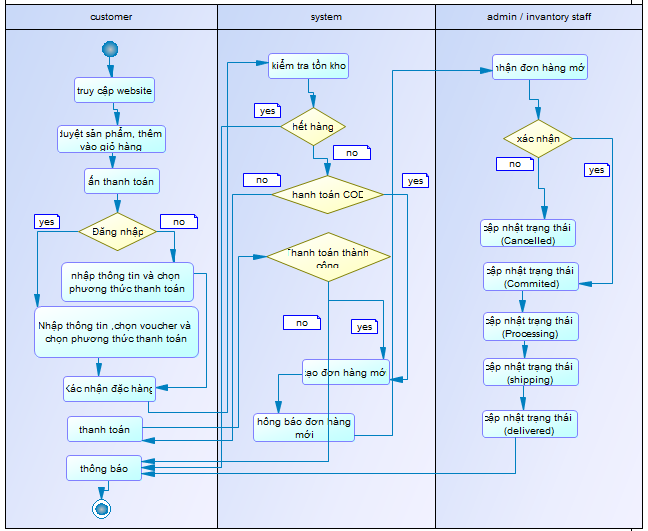 customer
system
admin / invantory staff
truy cập website
duyệt sản phẩm, thêm
vào giỏ hàng
ấn thanh toán
Đăng nhập
yes
no
nhập thông tin và chọn
phương thức thanh toán
Nhập thông tin ,chọn voucher và
chọn phương thức thanh toán
Xác nhận đặc hàng
thanh toán
thông báo
kiểm tra tồn kho
yes
hết hàng
no
no
hanh toán COD
yes
Thanh toán thành
công
no
yes
tạo đơn hàng mớ
hông báo đơn hàng
mới
nhận đơn hàng mớ
xác nhận
no
yes
cập nhật trạng thái
(Cancelled)
cập nhật trạng thái
(Commited)
cập nhật trạng thái
(Processing)
cập nhật trạng thái
(shipping)
cập nhật trạng thái
(delivered)